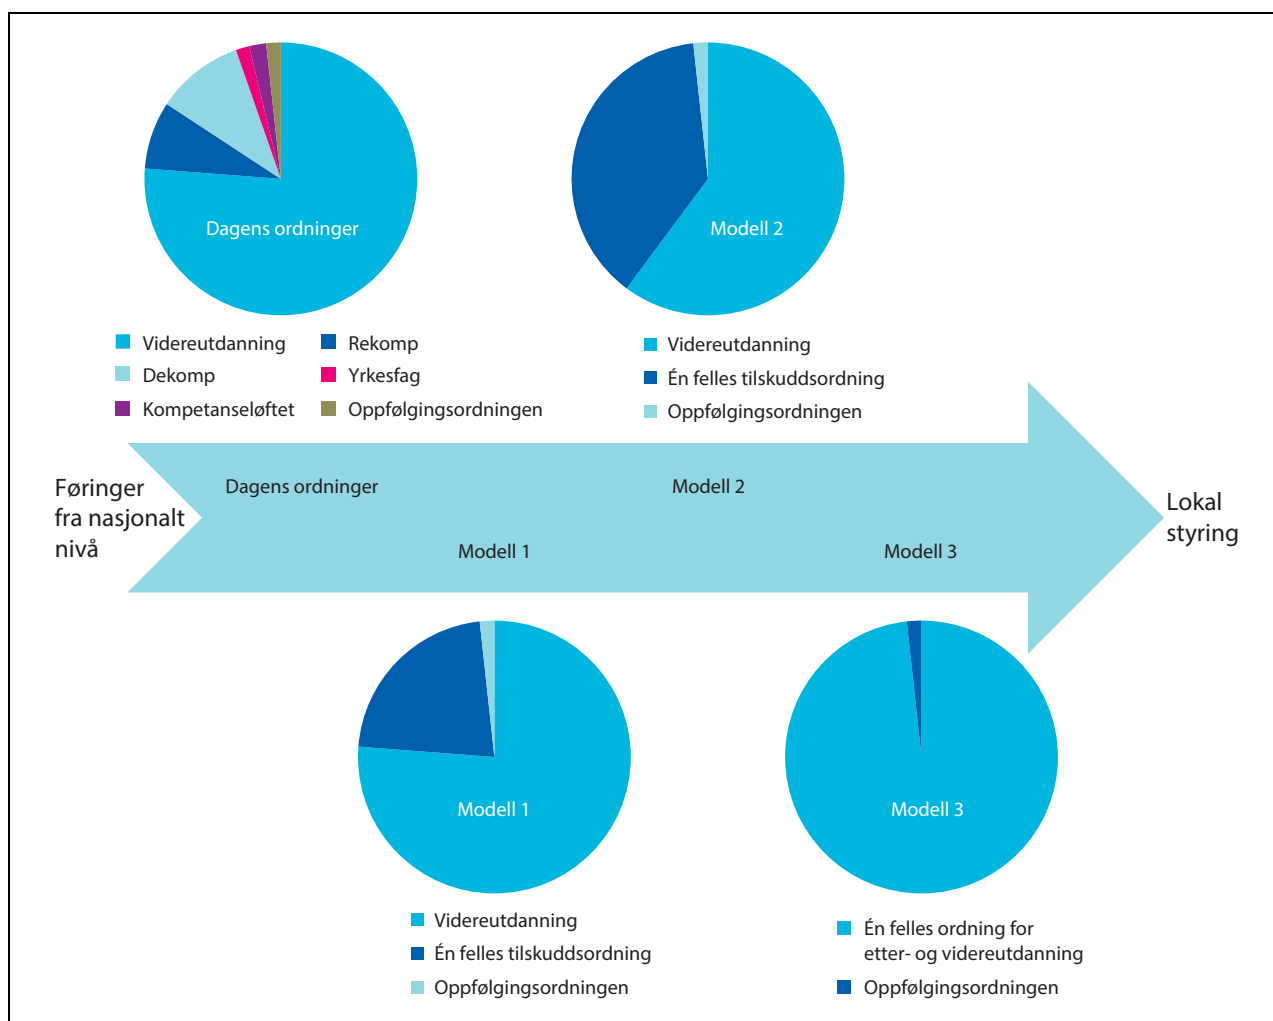 Dagens ordninger
Videreutdanning
Rekomp
Dekomp
Yrkesfag
Kompetanseløftet
Oppfølgingsordningen
Modell 2
Videreutdanning
Én felles tilskuddsordning
Oppfølgingsordningen
Føringer
fra nasjonalt
nivå
Dagens ordninger
Modell 1
Modell 2
Modell 3
Lokal
styring
Modell 1
Videreutdanning
Én felles tilskuddsordning
Oppfølgingsordningen
Modell 3
Én felles ordning for
etter- og videreutdanning
Oppfølgingsordningen